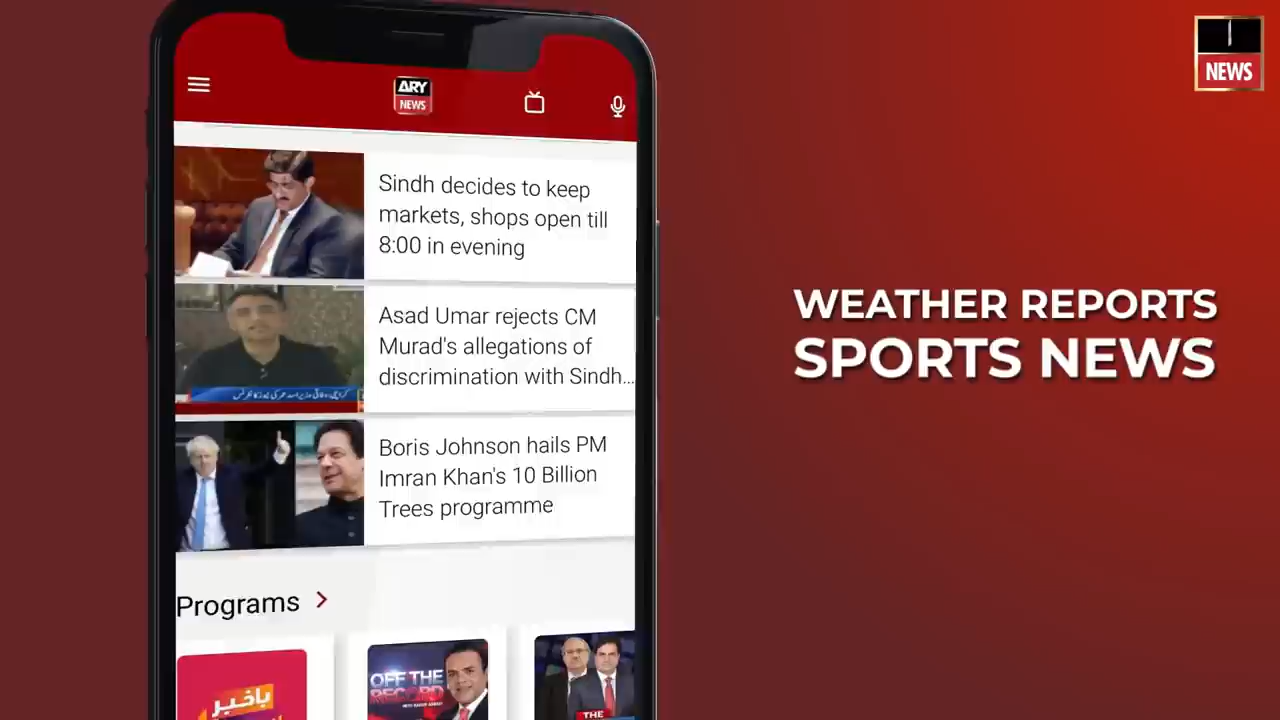 NEWS
ARY
NEWS
Sindh decides to keep
markets, shops open till
8:00 in evening
Asad Umar rejects CM
Murad's allegations of
discrimination with Sindh...
Boris Johnson hails PM
Imran Khan's 10 Billion
Trees programme
Programs
باخبر
OFF THE
RECORD
THE
WEATHER REPORTS
SPORTS NEWS